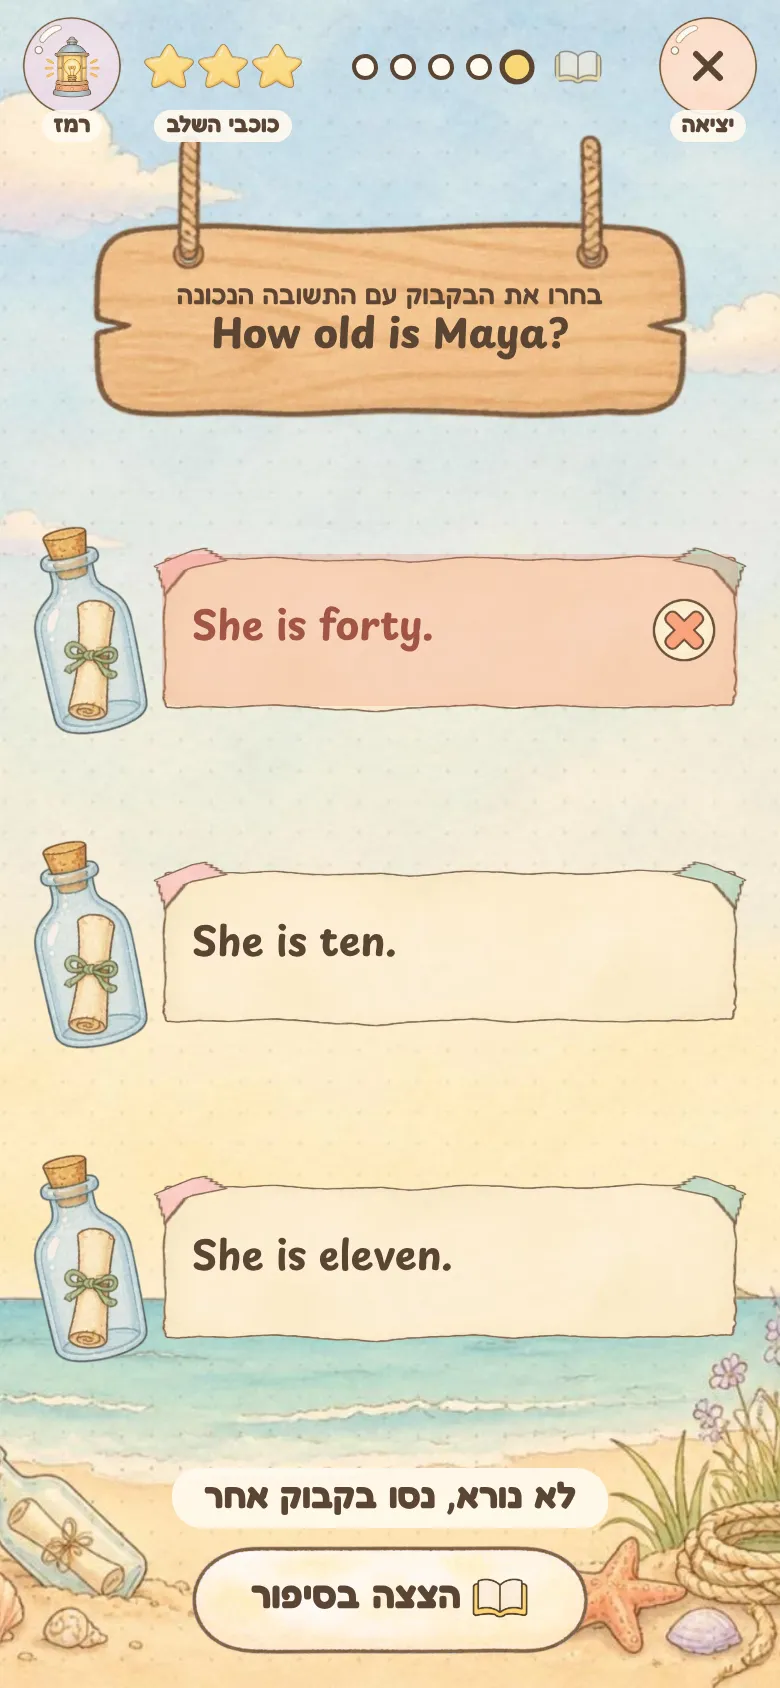 רמז
כוכבי השלב
יציאה
בחרו את הבקבוק עם התשובה הנכונה
How old is Maya?
She is forty.
She is ten.
She is eleven.
לא נורא, נסו בקבוק אחר
הצצה בסיפור